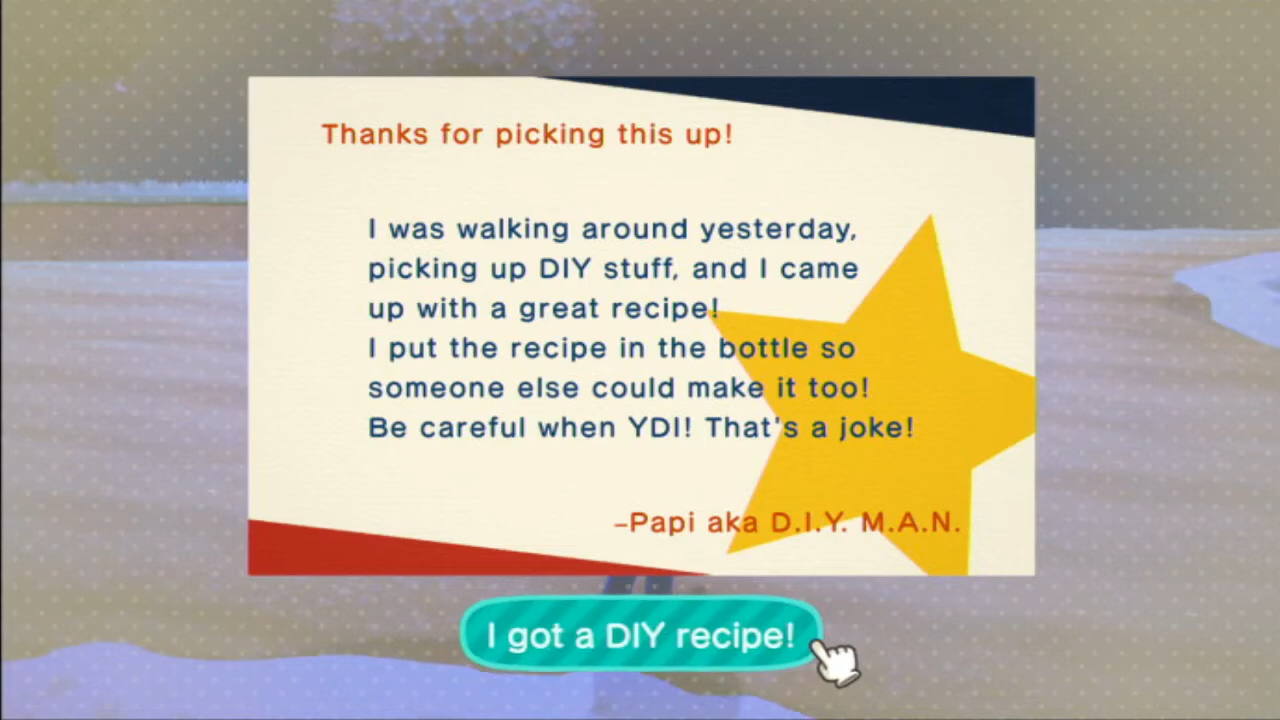 Thanks for picking this up!
I was walking around yesterday,
picking up DIY stuff, and I came
up with a great recipe!
I put the recipe in the bottle so
someone else could make it too!
Be careful when YDI! That's a joke!
–Papi aka D.I.Y. M.A.N.
I got a DIY recipe!